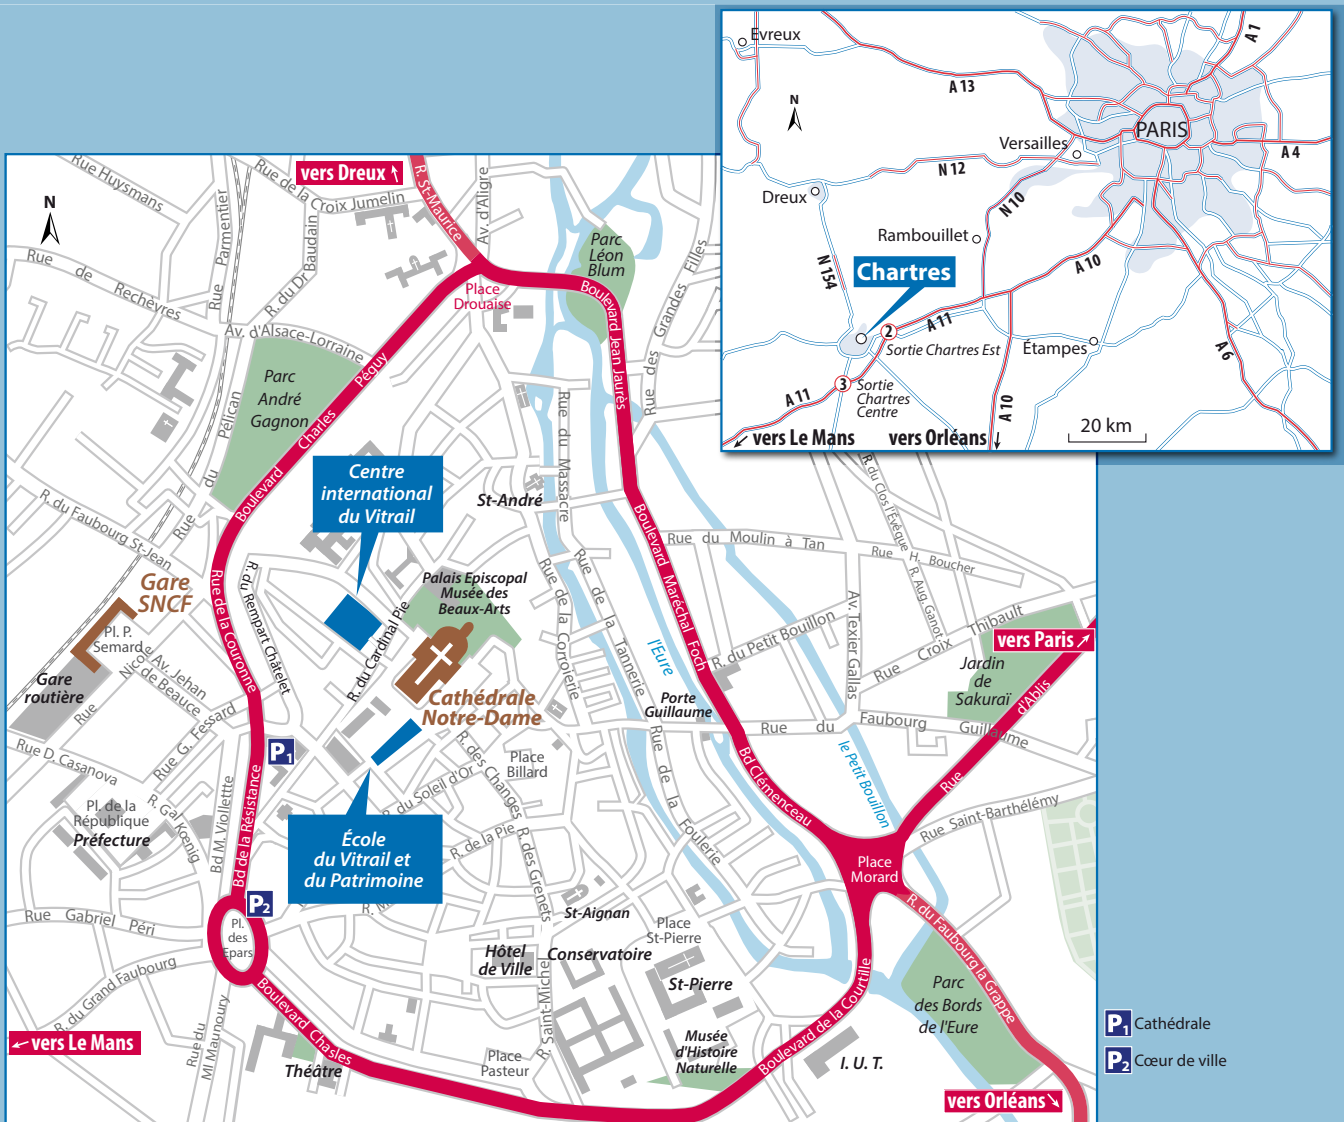 Evreux
A 1
A 13
N
PARIS
Versailles
A 4
N 12
Dreux
N 10
Rambouillet
N 154
Chartres
A 10
2
A 11
Sortie Chartres Est
Étampes
A 6
3
Sortie
Chartres
Centre
A 11
A 10
20 km
vers Le Mans
vers Orléans
Rue Huysmans
Rue de la Croix Jumelin
vers Dreux
R. St-Maurice
Av. d'Aligre
N
Rue Parmentier
R. du Dr Baudain
Rue de Rechèvres
Parc
Léon
Blum
Rue des Grandes Filles
Place
Drouaise
Boulevard Jean Jaurès
Av. d'Alsace-Lorraine
Boulevard Charles Péguy
Parc
André
Gagnon
Rue du Pélican
Rue du Massacre
Centre
international
du Vitrail
St-André
R. du Faubourg St-Jean
R. du Clos l'Évêque
Boulevard Maréchal Foch
Rue du Moulin à Tan
Rue H. Boucher
R. Aug. Ganot
Gare
SNCF
Rue de la Couronne
R. du Rempart Châtelet
Palais Episcopal
Musée des
Beaux-Arts
Rue de la Corroierie
Rue de la Tannerie
l'Eure
R. du Petit Bouillon
Av. Texier Gallas
Rue Croix Thibault
vers Paris
Pl. P.
Semard
Av. Jehan
de Beauce
Rue Nicole
R. du Cardinal Pie
Gare
routière
Cathédrale
Notre-Dame
Porte
Guillaume
Jardin
de
Sakuraï
Rue d'Ablis
Rue du Faubourg Guillaume
Rue D. Casanova
Rue G. Fessard
P1
R. des Changes
Place
Billard
Rue de la Foulerie
Bd Clémenceau
le Petit Bouillon
R. du Soleil d'Or
Pl. de la
République
Préfecture
R. Gal Kœnig
Bd M. Violettte
Bd de la Résistance
École
du Vitrail et
du Patrimoine
R. de la Pie
R. des Grenets
Rue Saint-Barthélémy
Place
Morard
P2
Rue Gabriel Péri
Pl.
des
Epars
St-Aignan
Place
St-Pierre
R. du Faubourg la Grappe
Hôtel
de Ville
Conservatoire
St-Pierre
R. du Grand Faubourg
Rue du
Ml Maunoury
Boulevard Chasles
R. Saint-Michel
Boulevard de la Courtille
Parc
des Bords
de l'Eure
vers Le Mans
Théâtre
Place
Pasteur
Musée
d'Histoire
Naturelle
I. U. T.
vers Orléans
P1 Cathédrale
P2 Cœur de ville